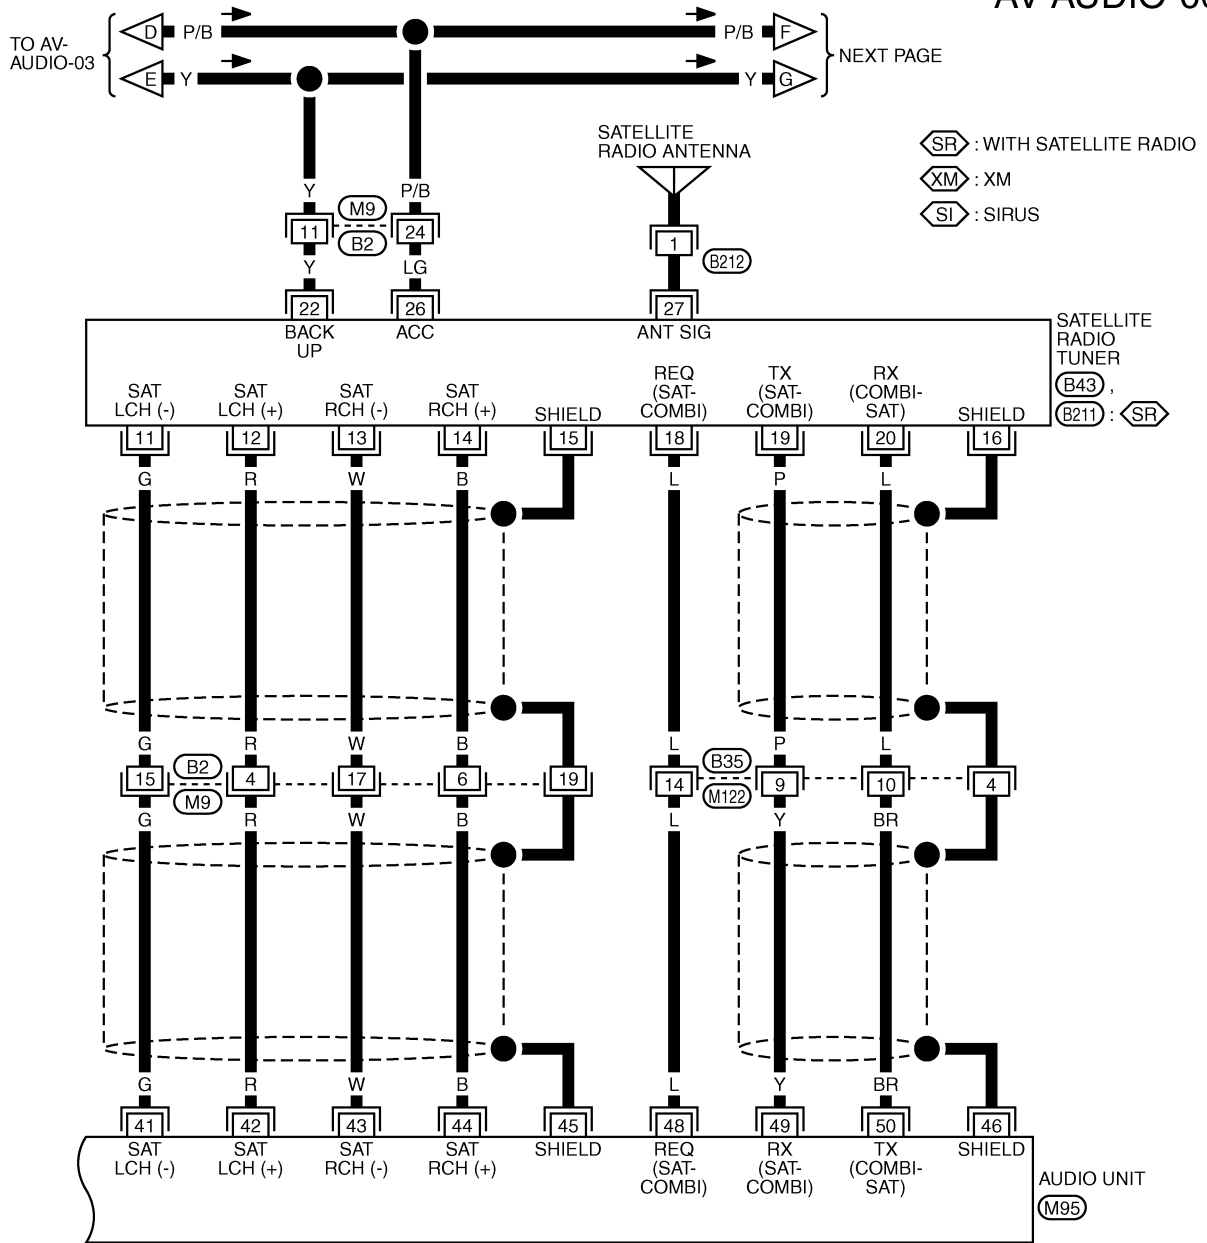 AV-AUDIO-0
TO AV-
AUDIO-03
D P/B P/B F
E Y Y G
NEXT PAGE
SATELLITE
RADIO ANTENNA
SR : WITH SATELLITE RADIO
XM : XM
SI : SIRUS
Y P/B
M9
11 24 1
B2
B212
Y LG
22 26 27
BACK
UP
ACC
ANT SIG
SATELLITE
RADIO
TUNER
B43 ,
B211 : SR
SAT
LCH (-)
SAT
LCH (+)
SAT
RCH (-)
SAT
RCH (+)
SHIELD
REQ
(SAT-
COMBI)
TX
(SAT-
COMBI)
RX
(COMBI-
SAT)
SHIELD
11 12 13 14 15 18 19 20 16
G R W B L P L
G R W B L P L
B2 B35
15 4 17 6 19 14 9 10 4
M9 M122
G R W B L Y BR
G R W B L Y BR
41 42 43 44 45 48 49 50 46
SAT
LCH (-)
SAT
LCH (+)
SAT
RCH (-)
SAT
RCH (+)
SHIELD
REQ
(SAT-
COMBI)
RX
(SAT-
COMBI)
TX
(COMBI-
SAT)
SHIELD
AUDIO UNIT
M95